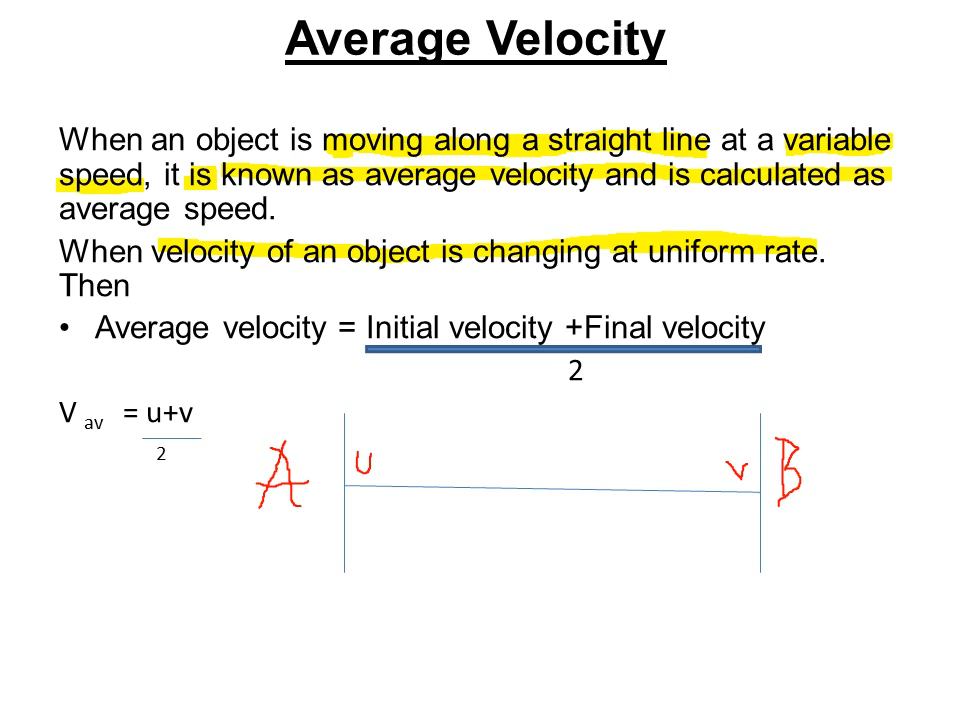 Average Velocity
When an object is moving along a straight line at a variable
speed, it is known as average velocity and is calculated as
average speed.
When velocity of an object is changing at uniform rate.
Then
• Average velocity = Initial velocity +Final velocity
2
V av = u+v
2
A u v B